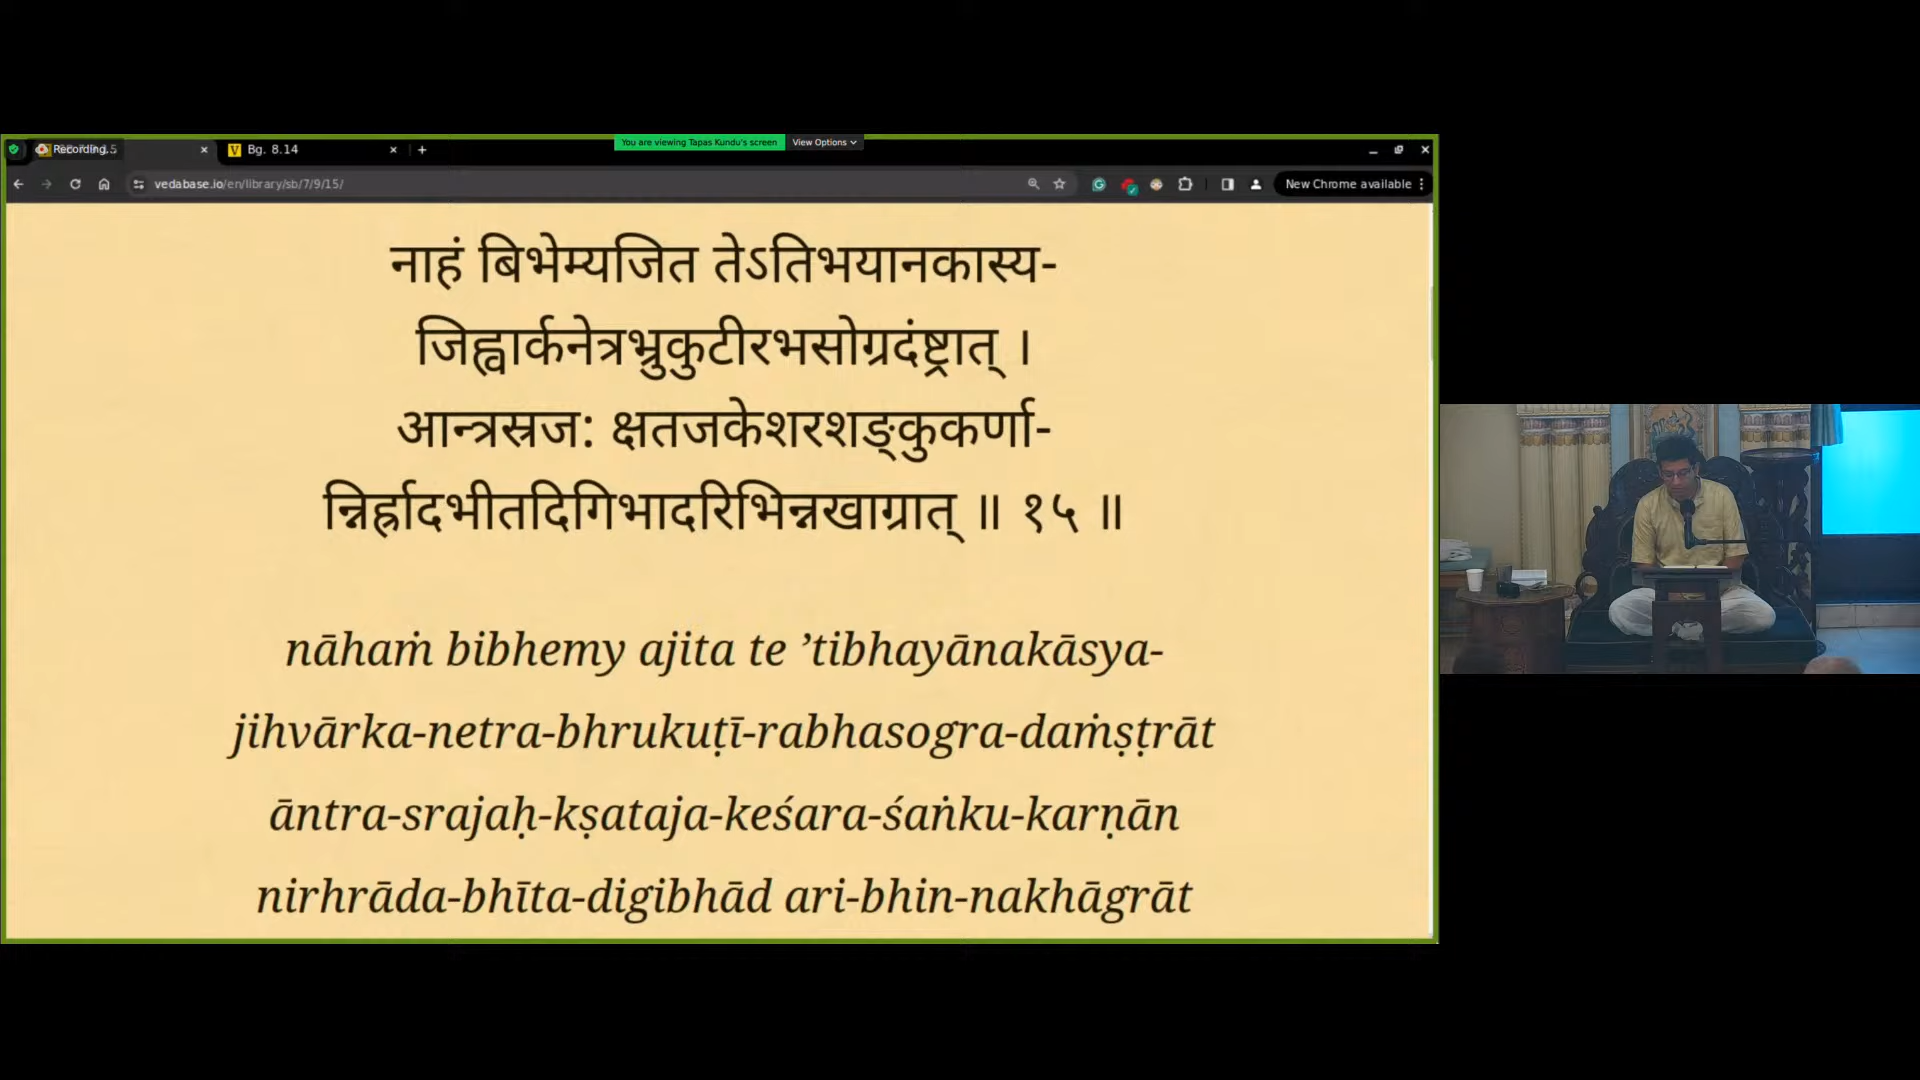 You are viewing Tapas Kundu's screen View Options
Recording...
Bg. 8.14
vedabase.io/en/library/sb/7/9/15/
New Chrome available
नाहं बिभेम्यजित तेऽतिभयानकास्य-
जिह्वार्कनेत्रभ्रुकुटीरभसोग्रदंष्ट्रात् ।
आन्त्रस्रज: क्षतजकेशरशङ्कुकर्णा-
न्निर्ह्रादभीतदिगिभादरिभिन्नखाग्रात् ॥ १५ ॥
nāhaṁ bibhemy ajita te ’tibhayānakāsya-
jihvārka-netra-bhrukuṭī-rabhasogra-daṁṣṭrāt
āntra-srajaḥ-kṣataja-keśara-śaṅku-karṇān
nirhrāda-bhīta-digibhād ari-bhin-nakhāgrāt